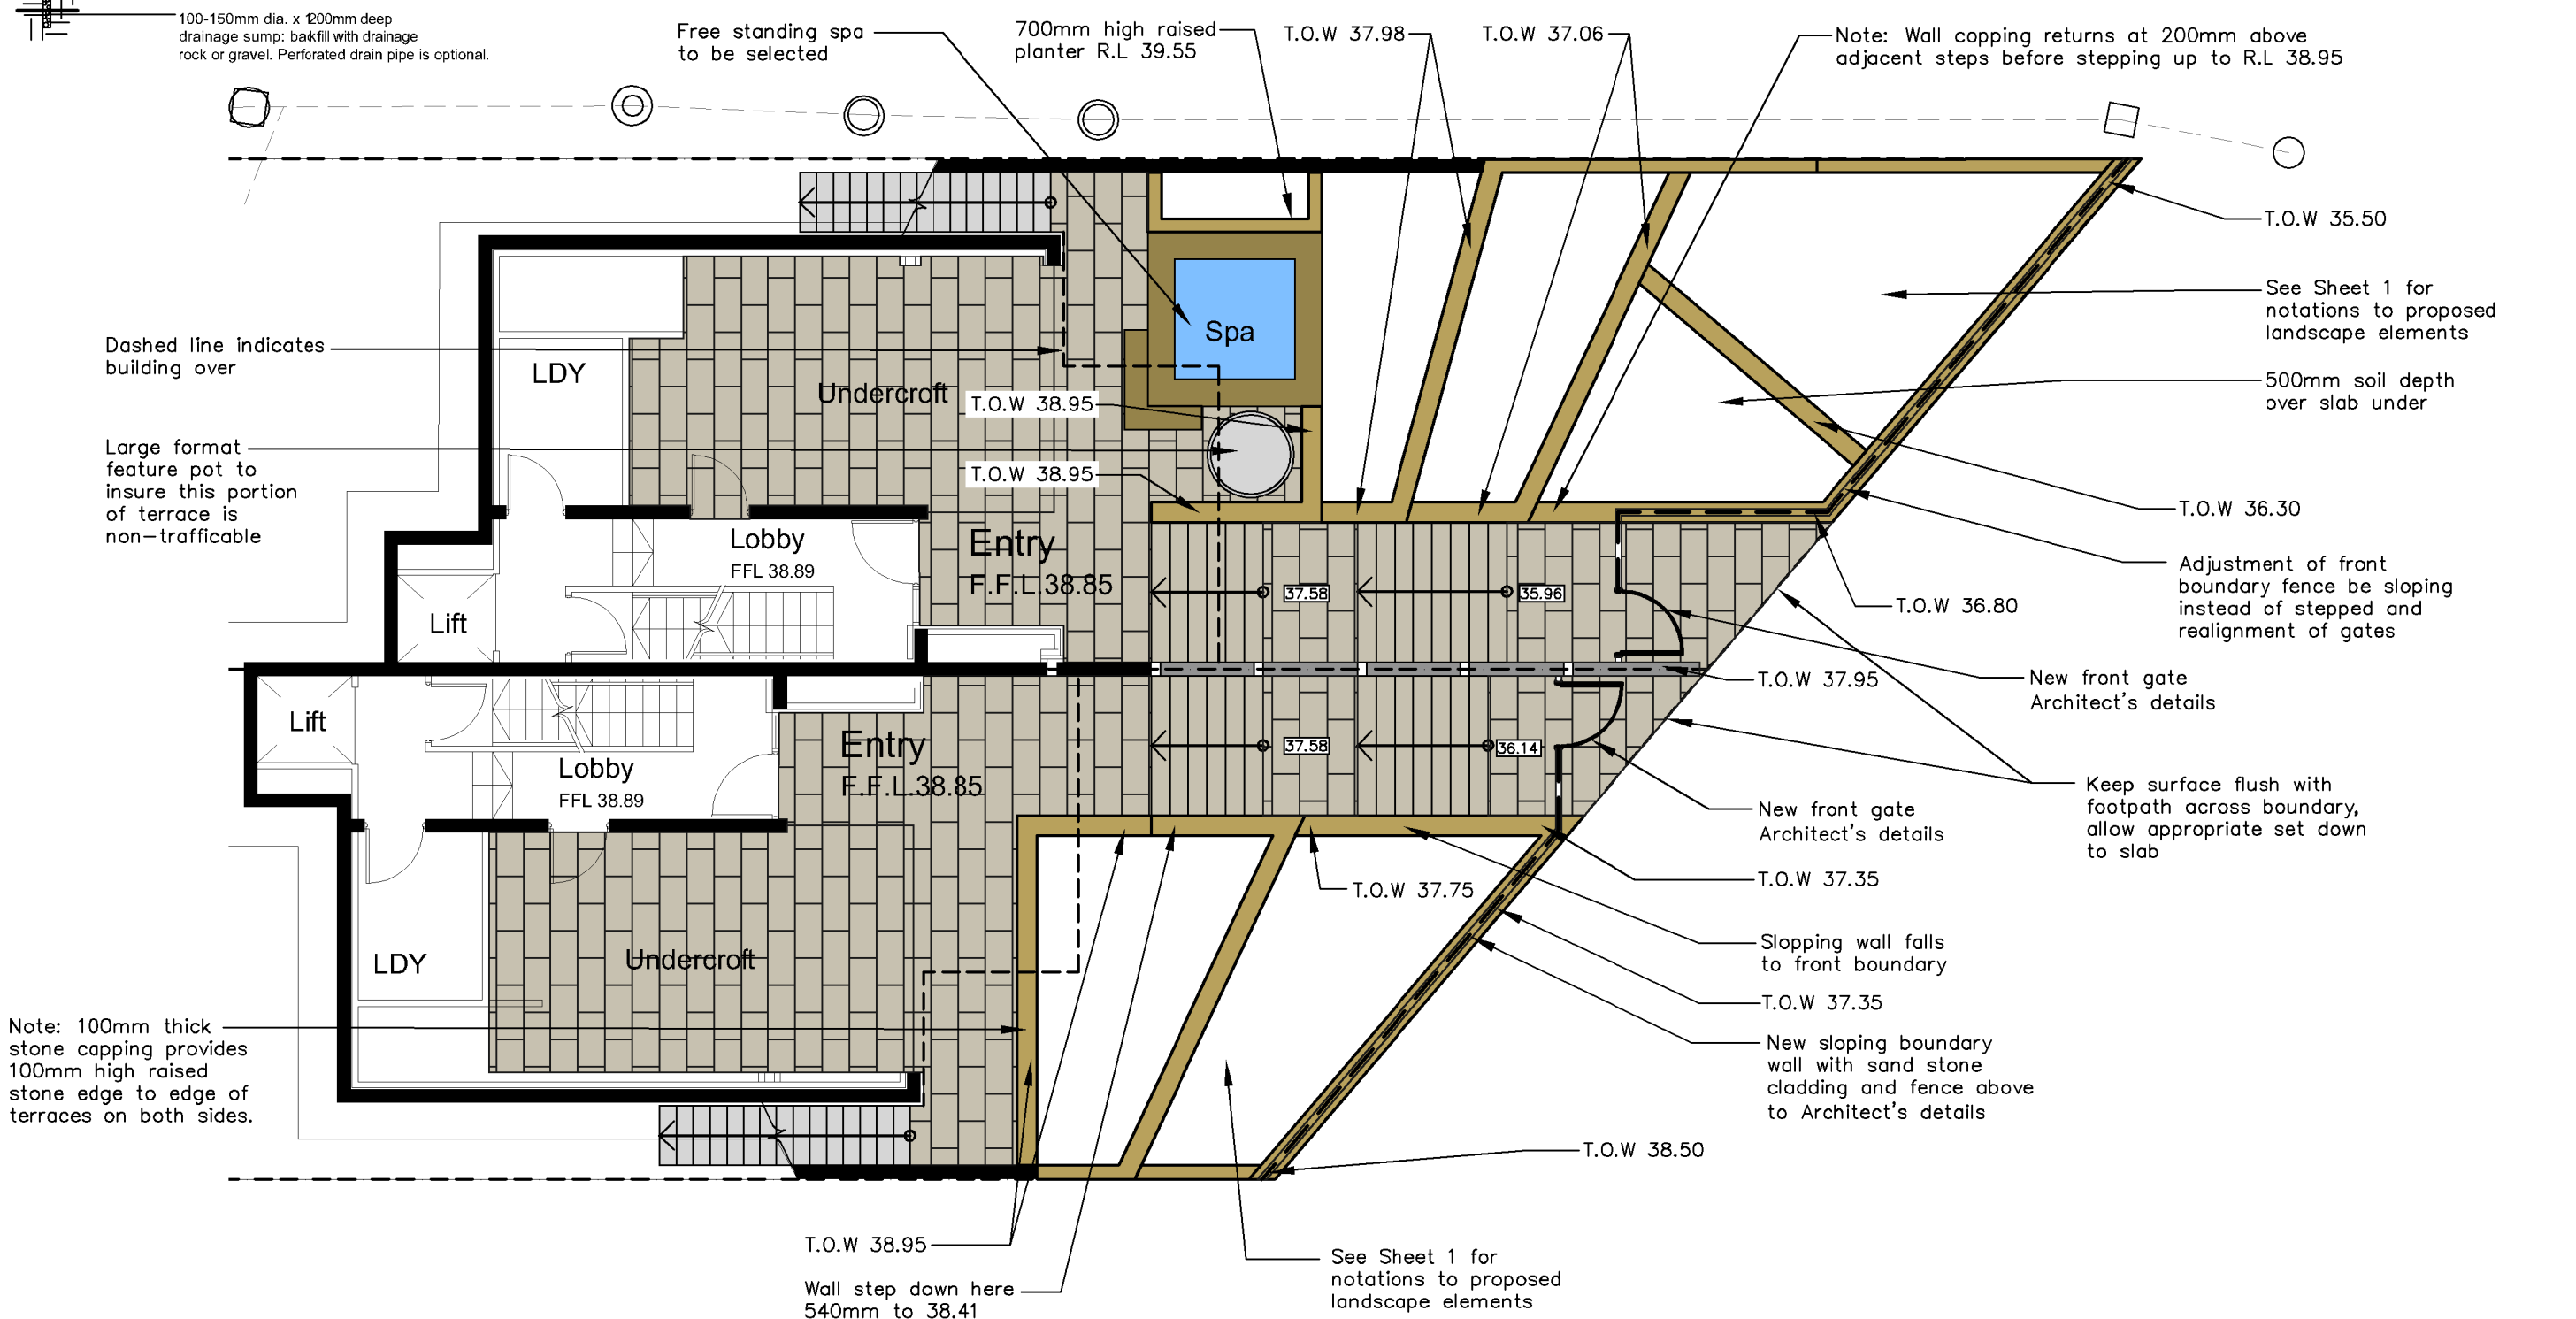 100-150mm dia. x 1200mm deep
drainage sump: backfill with drainage
rock or gravel. Perforated drain pipe is optional.
Free standing spa
to be selected
700mm high raised
planter R.L 39.55
T.O.W 37.98
T.O.W 37.06
Note: Wall copping returns at 200mm above
adjacent steps before stepping up to R.L 38.95
T.O.W 35.50
See Sheet 1 for
notations to proposed
landscape elements
500mm soil depth
over slab under
T.O.W 36.30
Adjustment of front
boundary fence be sloping
instead of stepped and
realignment of gates
T.O.W 36.80
New front gate
Architect's details
T.O.W 37.95
Keep surface flush with
footpath across boundary,
allow appropriate set down
to slab
New front gate
Architect's details
T.O.W 37.35
T.O.W 37.75
Slopping wall falls
to front boundary
T.O.W 37.35
New sloping boundary
wall with sand stone
cladding and fence above
to Architect's details
T.O.W 38.50
See Sheet 1 for
notations to proposed
landscape elements
T.O.W 38.95
Wall step down here
540mm to 38.41
Dashed line indicates
building over
Large format
feature pot to
insure this portion
of terrace is
non-trafficable
Note: 100mm thick
stone capping provides
100mm high raised
stone edge to edge of
terraces on both sides.
Spa
LDY
Undercroft
T.O.W 38.95
T.O.W 38.95
Lobby
FFL 38.89
Entry
F.F.L.38.85
Lift
37.58
35.96
Lift
Lobby
FFL 38.89
Entry
F.F.L.38.85
37.58
36.14
LDY
Undercroft